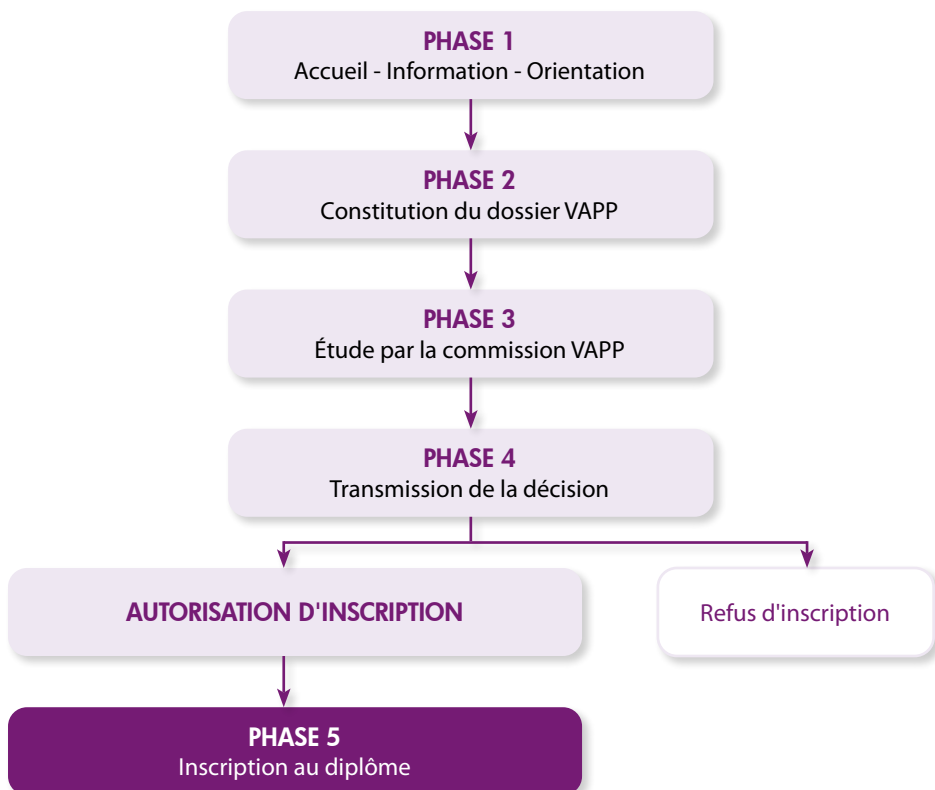 PHASE 1
Accueil - Information - Orientation
PHASE 2
Constitution du dossier VAPP
PHASE 3
Étude par la commission VAPP
PHASE 4
Transmission de la décision
AUTORISATION D'INSCRIPTION
Refus d'inscription
PHASE 5
Inscription au diplôme